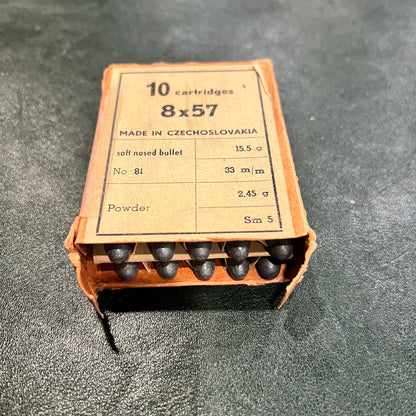 10 cartridges
8x57
MADE IN CZECHOSLOVAKIA
soft nosed bullet 15.5 g
No 81 33 m/m
Powder 2.45 g
Sm 5